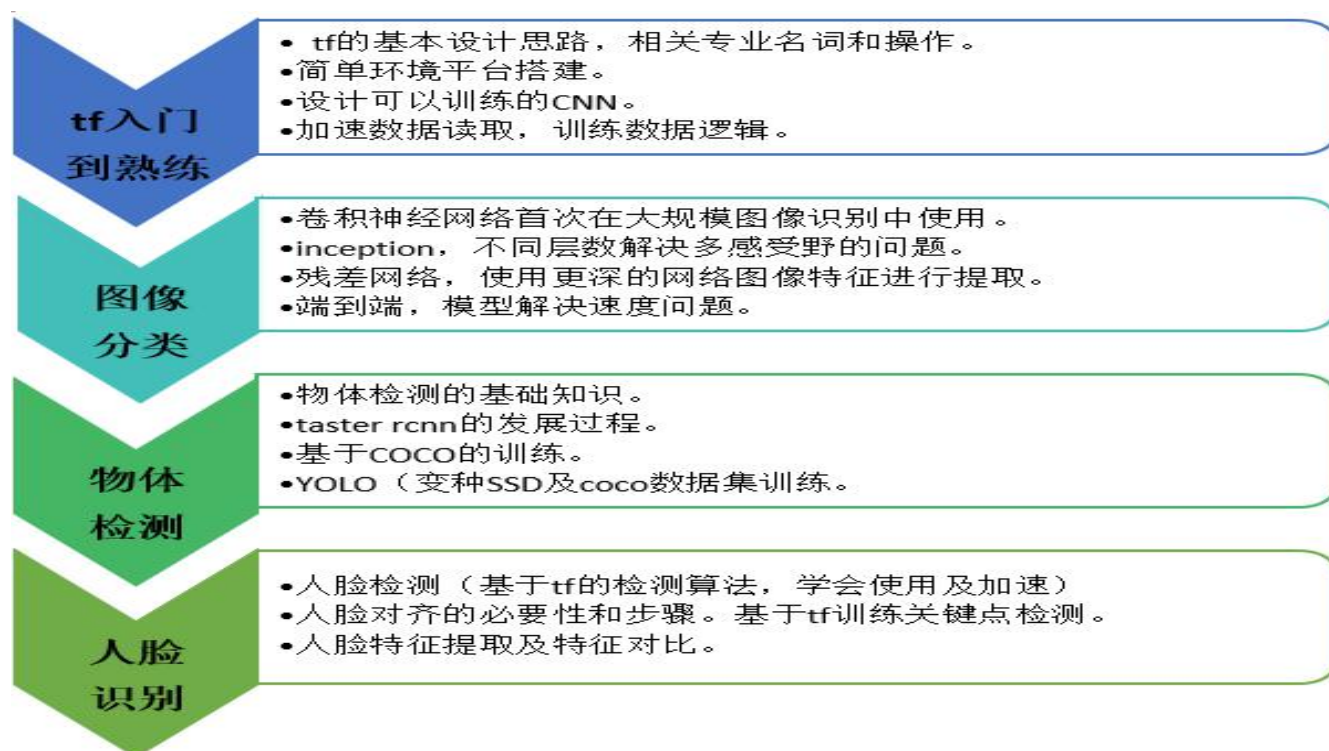 tf入门
到熟练
• tf的基本设计思路，相关专业名词和操作。
•简单环境平台搭建。
•设计可以训练的CNN。
•加速数据读取，训练数据逻辑。
图像
分类
•卷积神经网络首次在大规模图像识别中使用。
•inception，不同层数解决多感受野的问题。
•残差网络，使用更深的网络图像特征进行提取。
•端到端，模型解决速度问题。
物体
检测
•物体检测的基础知识。
•taster rcnn的发展过程。
•基于COCO的训练。
•YOLO（变种SSD及coco数据集训练。
人脸
识别
•人脸检测（基于tf的检测算法，学会使用及加速）
•人脸对齐的必要性和步骤。基于tf训练关键点检测。
•人脸特征提取及特征对比。